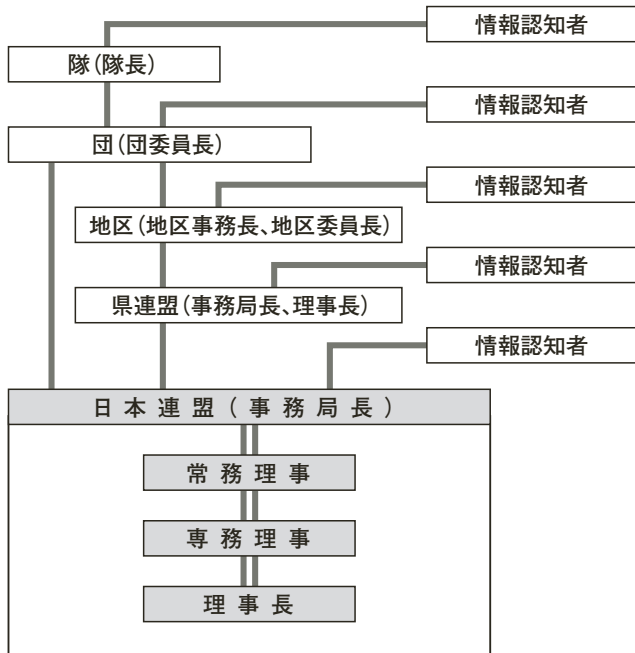 情報認知者
隊(隊長)
情報認知者
団(団委員長)
情報認知者
地区(地区事務長、地区委員長)
情報認知者
県連盟(事務局長、理事長)
情報認知者
日本連盟(事務局長)
常務理事
専務理事
理事長